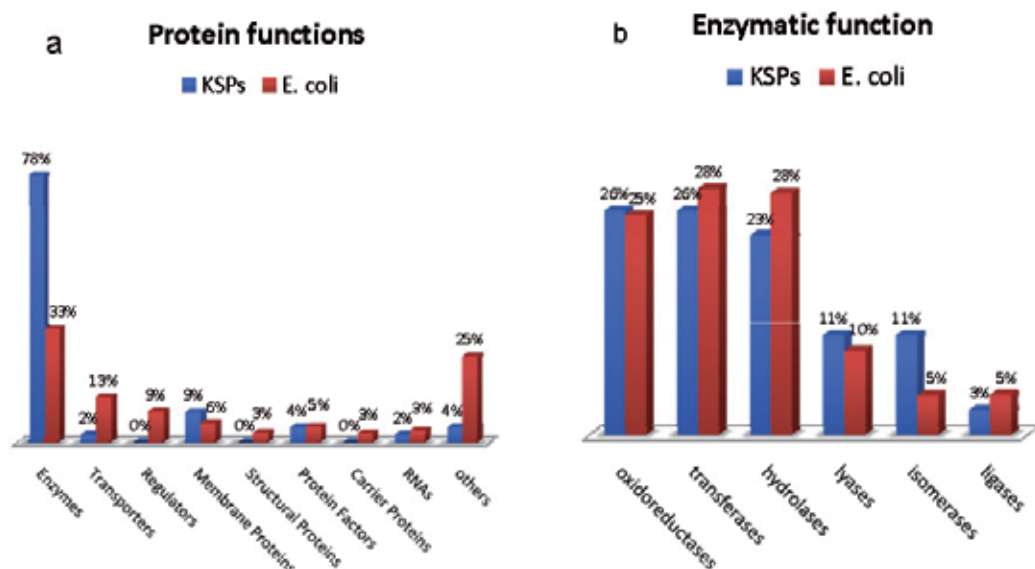 a
Protein functions
KSPs E. coli
78%
33%
2%
13%
0%
9%
9%
6%
0%
3%
4%
5%
0%
3%
2%
3%
4%
25%
Enzymes
Transporters
Regulators
Membrane Proteins
Structural Proteins
Protein Factors
Carrier Proteins
RNAs
others
b
Enzymatic function
KSPs E. coli
26%
25%
26%
28%
23%
28%
11%
10%
11%
5%
3%
5%
oxidoreductases
transferases
hydrolases
lyases
isomerases
ligases